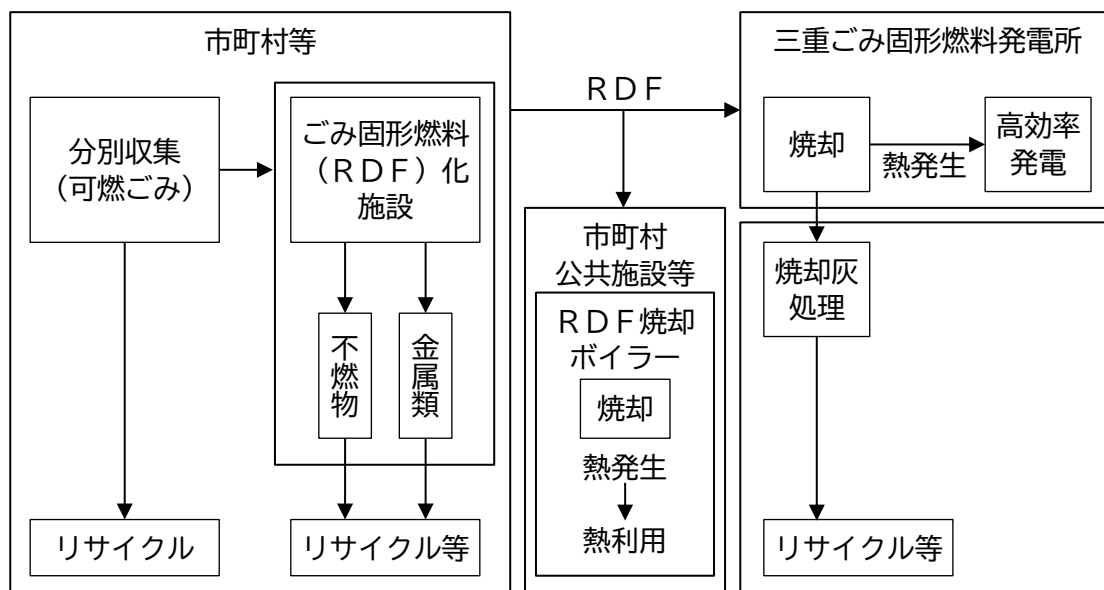 市町村等
分別収集
（可燃ごみ）
ごみ固形燃料
（ＲＤＦ）化
施設
不燃物
金属類
リサイクル
リサイクル等
ＲＤＦ
市町村
公共施設等
ＲＤＦ焼却
ボイラー
焼却
熱発生
熱利用
三重ごみ固形燃料発電所
焼却
熱発生
高効率
発電
焼却灰
処理
リサイクル等